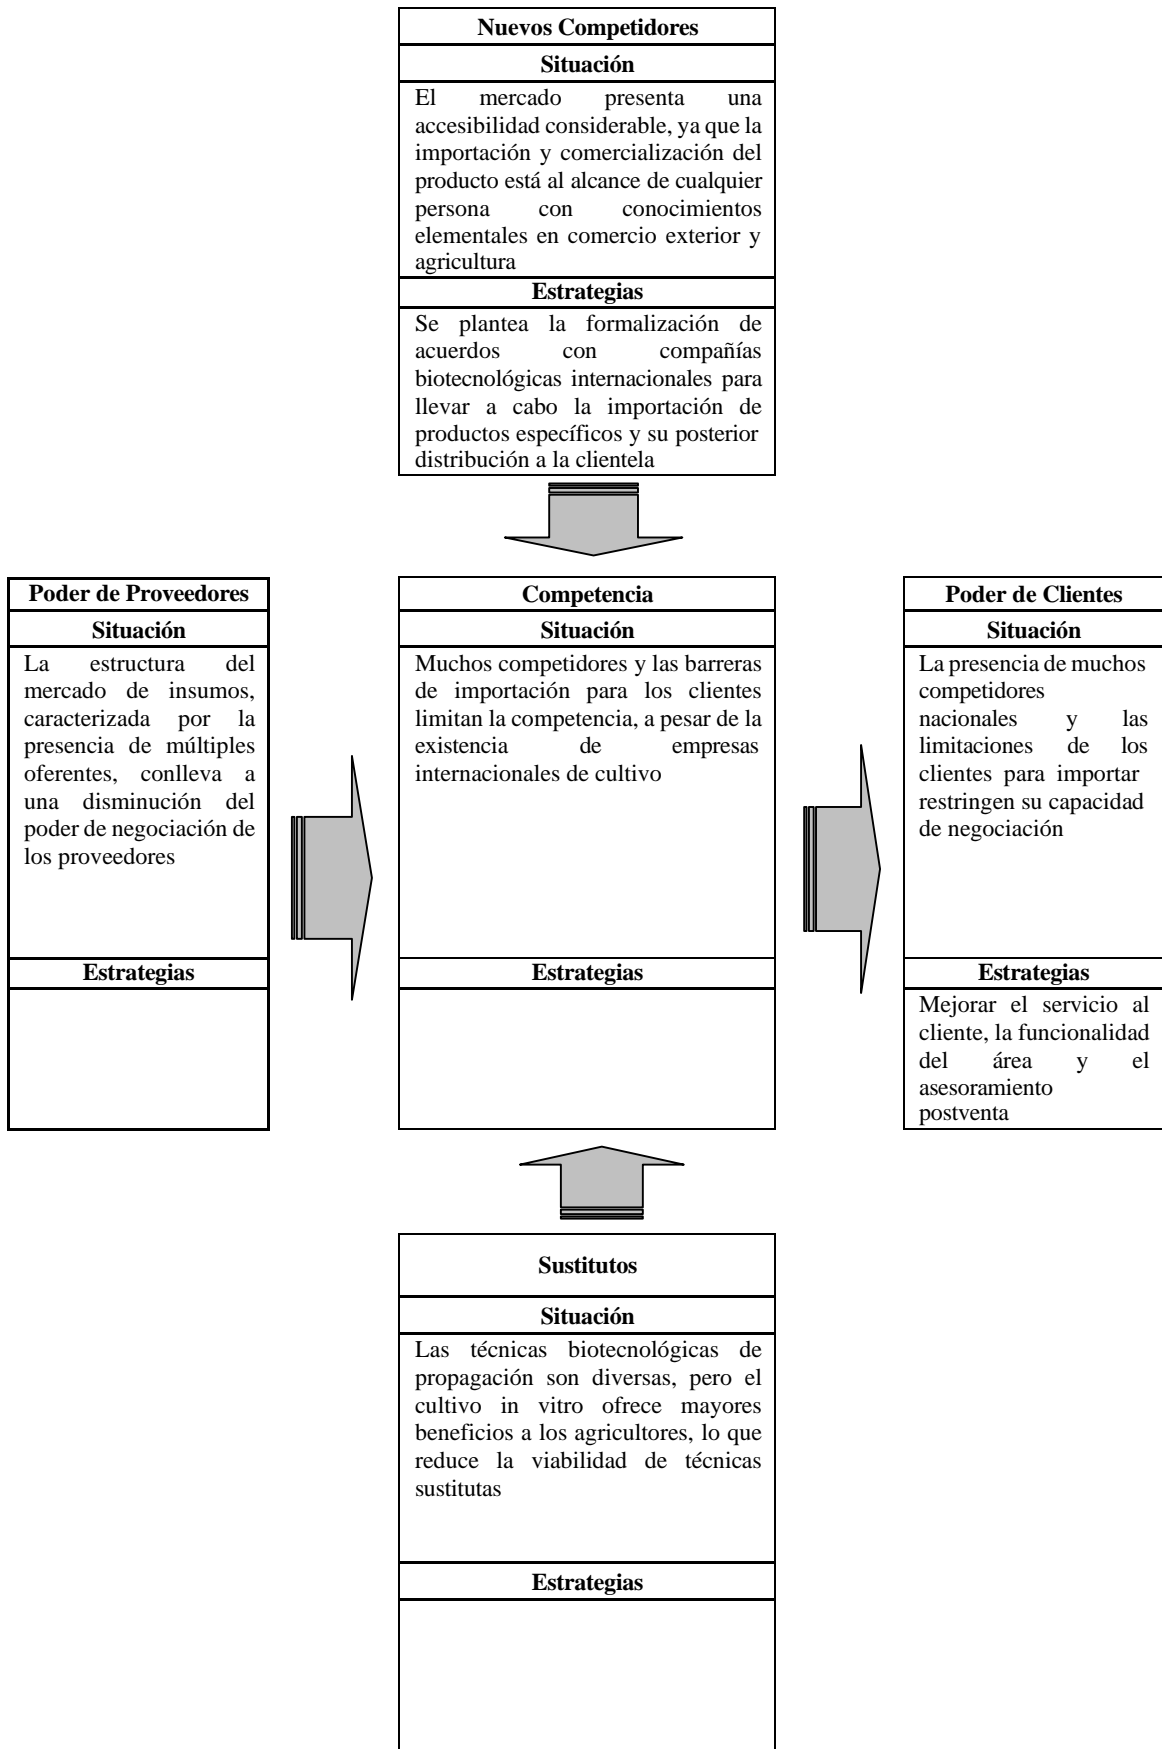 Nuevos Competidores
Situación
El mercado presenta una
accesibilidad considerable, ya que la
importación y comercialización del
producto está al alcance de cualquier
persona con conocimientos
elementales en comercio exterior y
agricultura
Estrategias
Se plantea la formalización de
acuerdos con compañías
biotecnológicas internacionales para
llevar a cabo la importación de
productos específicos y su posterior
distribución a la clientela
Poder de Proveedores
Situación
La estructura del
mercado de insumos,
caracterizada por la
presencia de múltiples
oferentes, conlleva a
una disminución del
poder de negociación de
los proveedores
Estrategias
Competencia
Situación
Muchos competidores y las barreras
de importación para los clientes
limitan la competencia, a pesar de la
existencia de empresas
internacionales de cultivo
Estrategias
Poder de Clientes
Situación
La presencia de muchos
competidores
nacionales y las
limitaciones de los
clientes para importar
restringen su capacidad
de negociación
Estrategias
Mejorar el servicio al
cliente, la funcionalidad
del área y el
asesoramiento
postventa
Sustitutos
Situación
Las técnicas biotecnológicas de
propagación son diversas, pero el
cultivo in vitro ofrece mayores
beneficios a los agricultores, lo que
reduce la viabilidad de técnicas
sustitutas
Estrategias